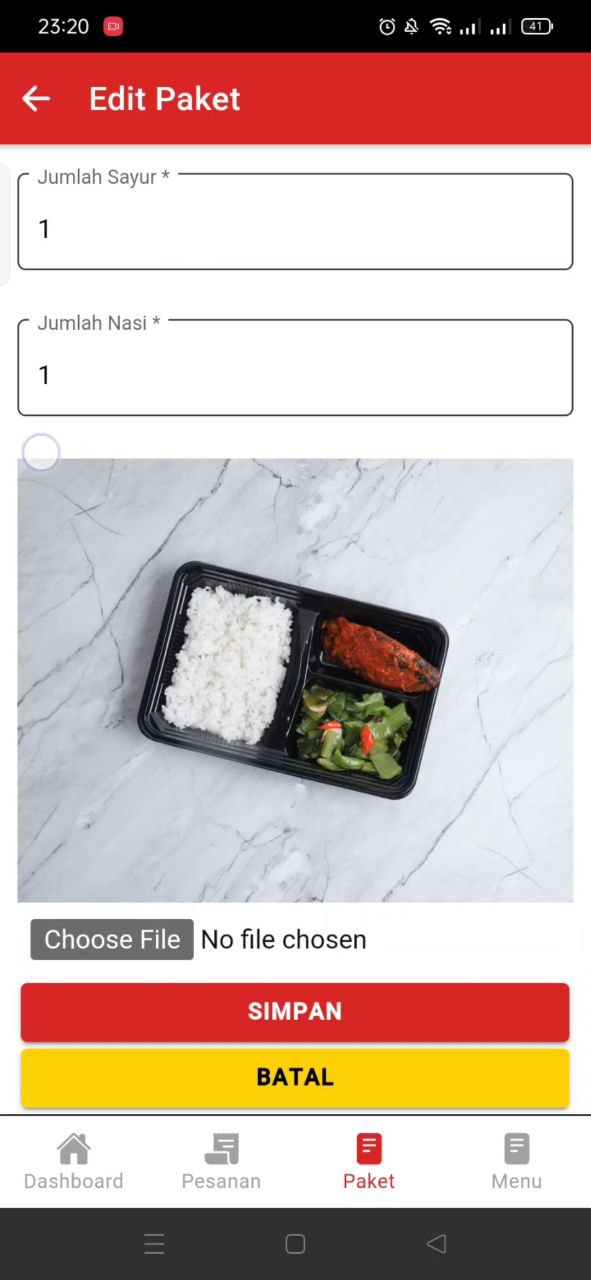 23:20 41
Edit Paket
Jumlah Sayur *
1
Jumlah Nasi *
1
Choose File No file chosen
SIMPAN
BATAL
Dashboard Pesanan Paket Menu